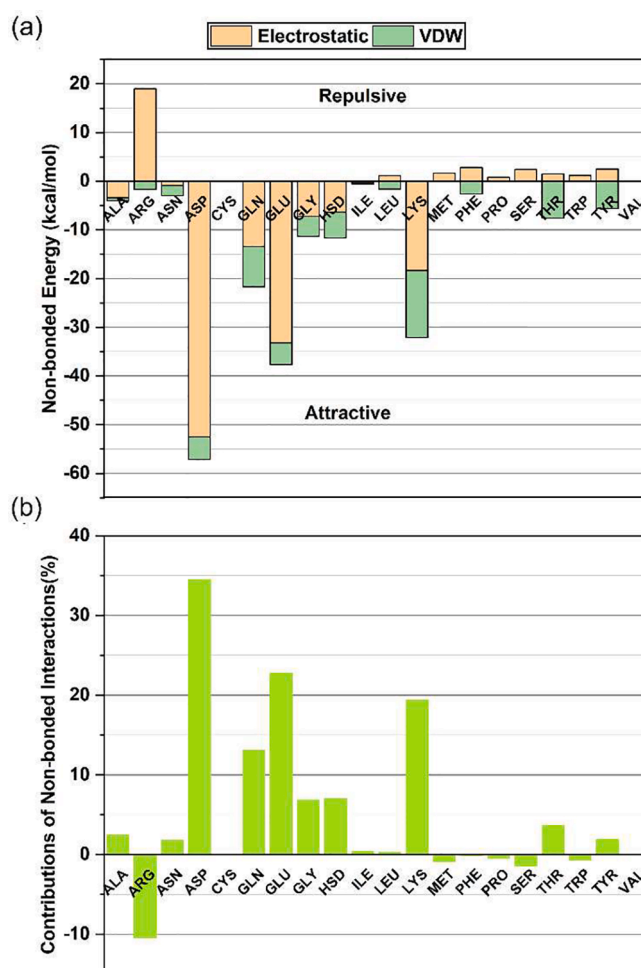 (a)
Electrostatic VDW
Non-bonded Energy (kcal/mol)
20
10
0
-10
-20
-30
-40
-50
-60
Repulsive
Attractive
ALA ARG ASN ASP CYS GLN GLU GLY HSD ILE LEU LYS MET PHE PRO SER THR TRP TYR VAL
(b)
Contributions of Non-bonded Interactions(%)
40
30
20
10
0
-10
ALA ARG ASN ASP CYS GLN GLU GLY HSD ILE LEU LYS MET PHE PRO SER THR TRP TYR VAL